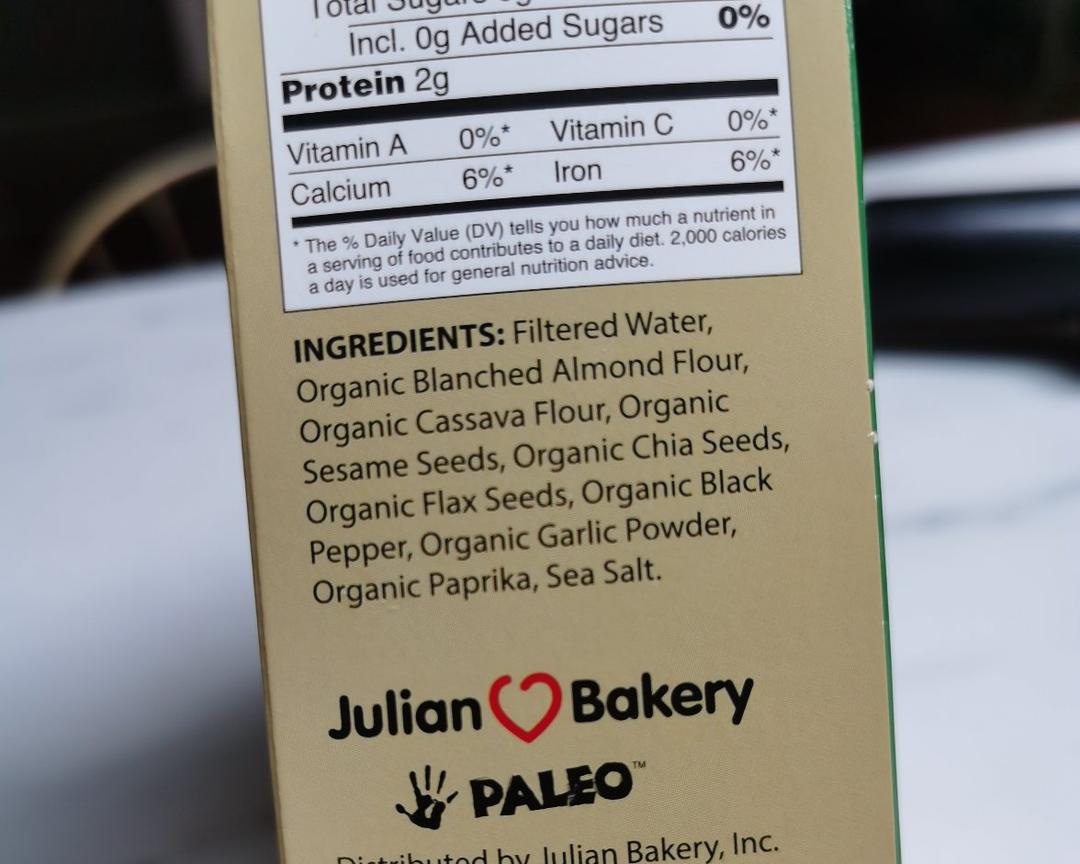 Total Sugars
Incl. 0g Added Sugars 0%
Protein 2g
Vitamin A 0%* Vitamin C 0%*
Calcium 6%* Iron 6%*
* The % Daily Value (DV) tells you how much a nutrient in
a serving of food contributes to a daily diet. 2,000 calories
a day is used for general nutrition advice.
INGREDIENTS: Filtered Water,
Organic Blanched Almond Flour,
Organic Cassava Flour, Organic
Sesame Seeds, Organic Chia Seeds,
Organic Flax Seeds, Organic Black
Pepper, Organic Garlic Powder,
Organic Paprika, Sea Salt.
Julian Bakery
PALEO™
Distributed by Julian Bakery, Inc.